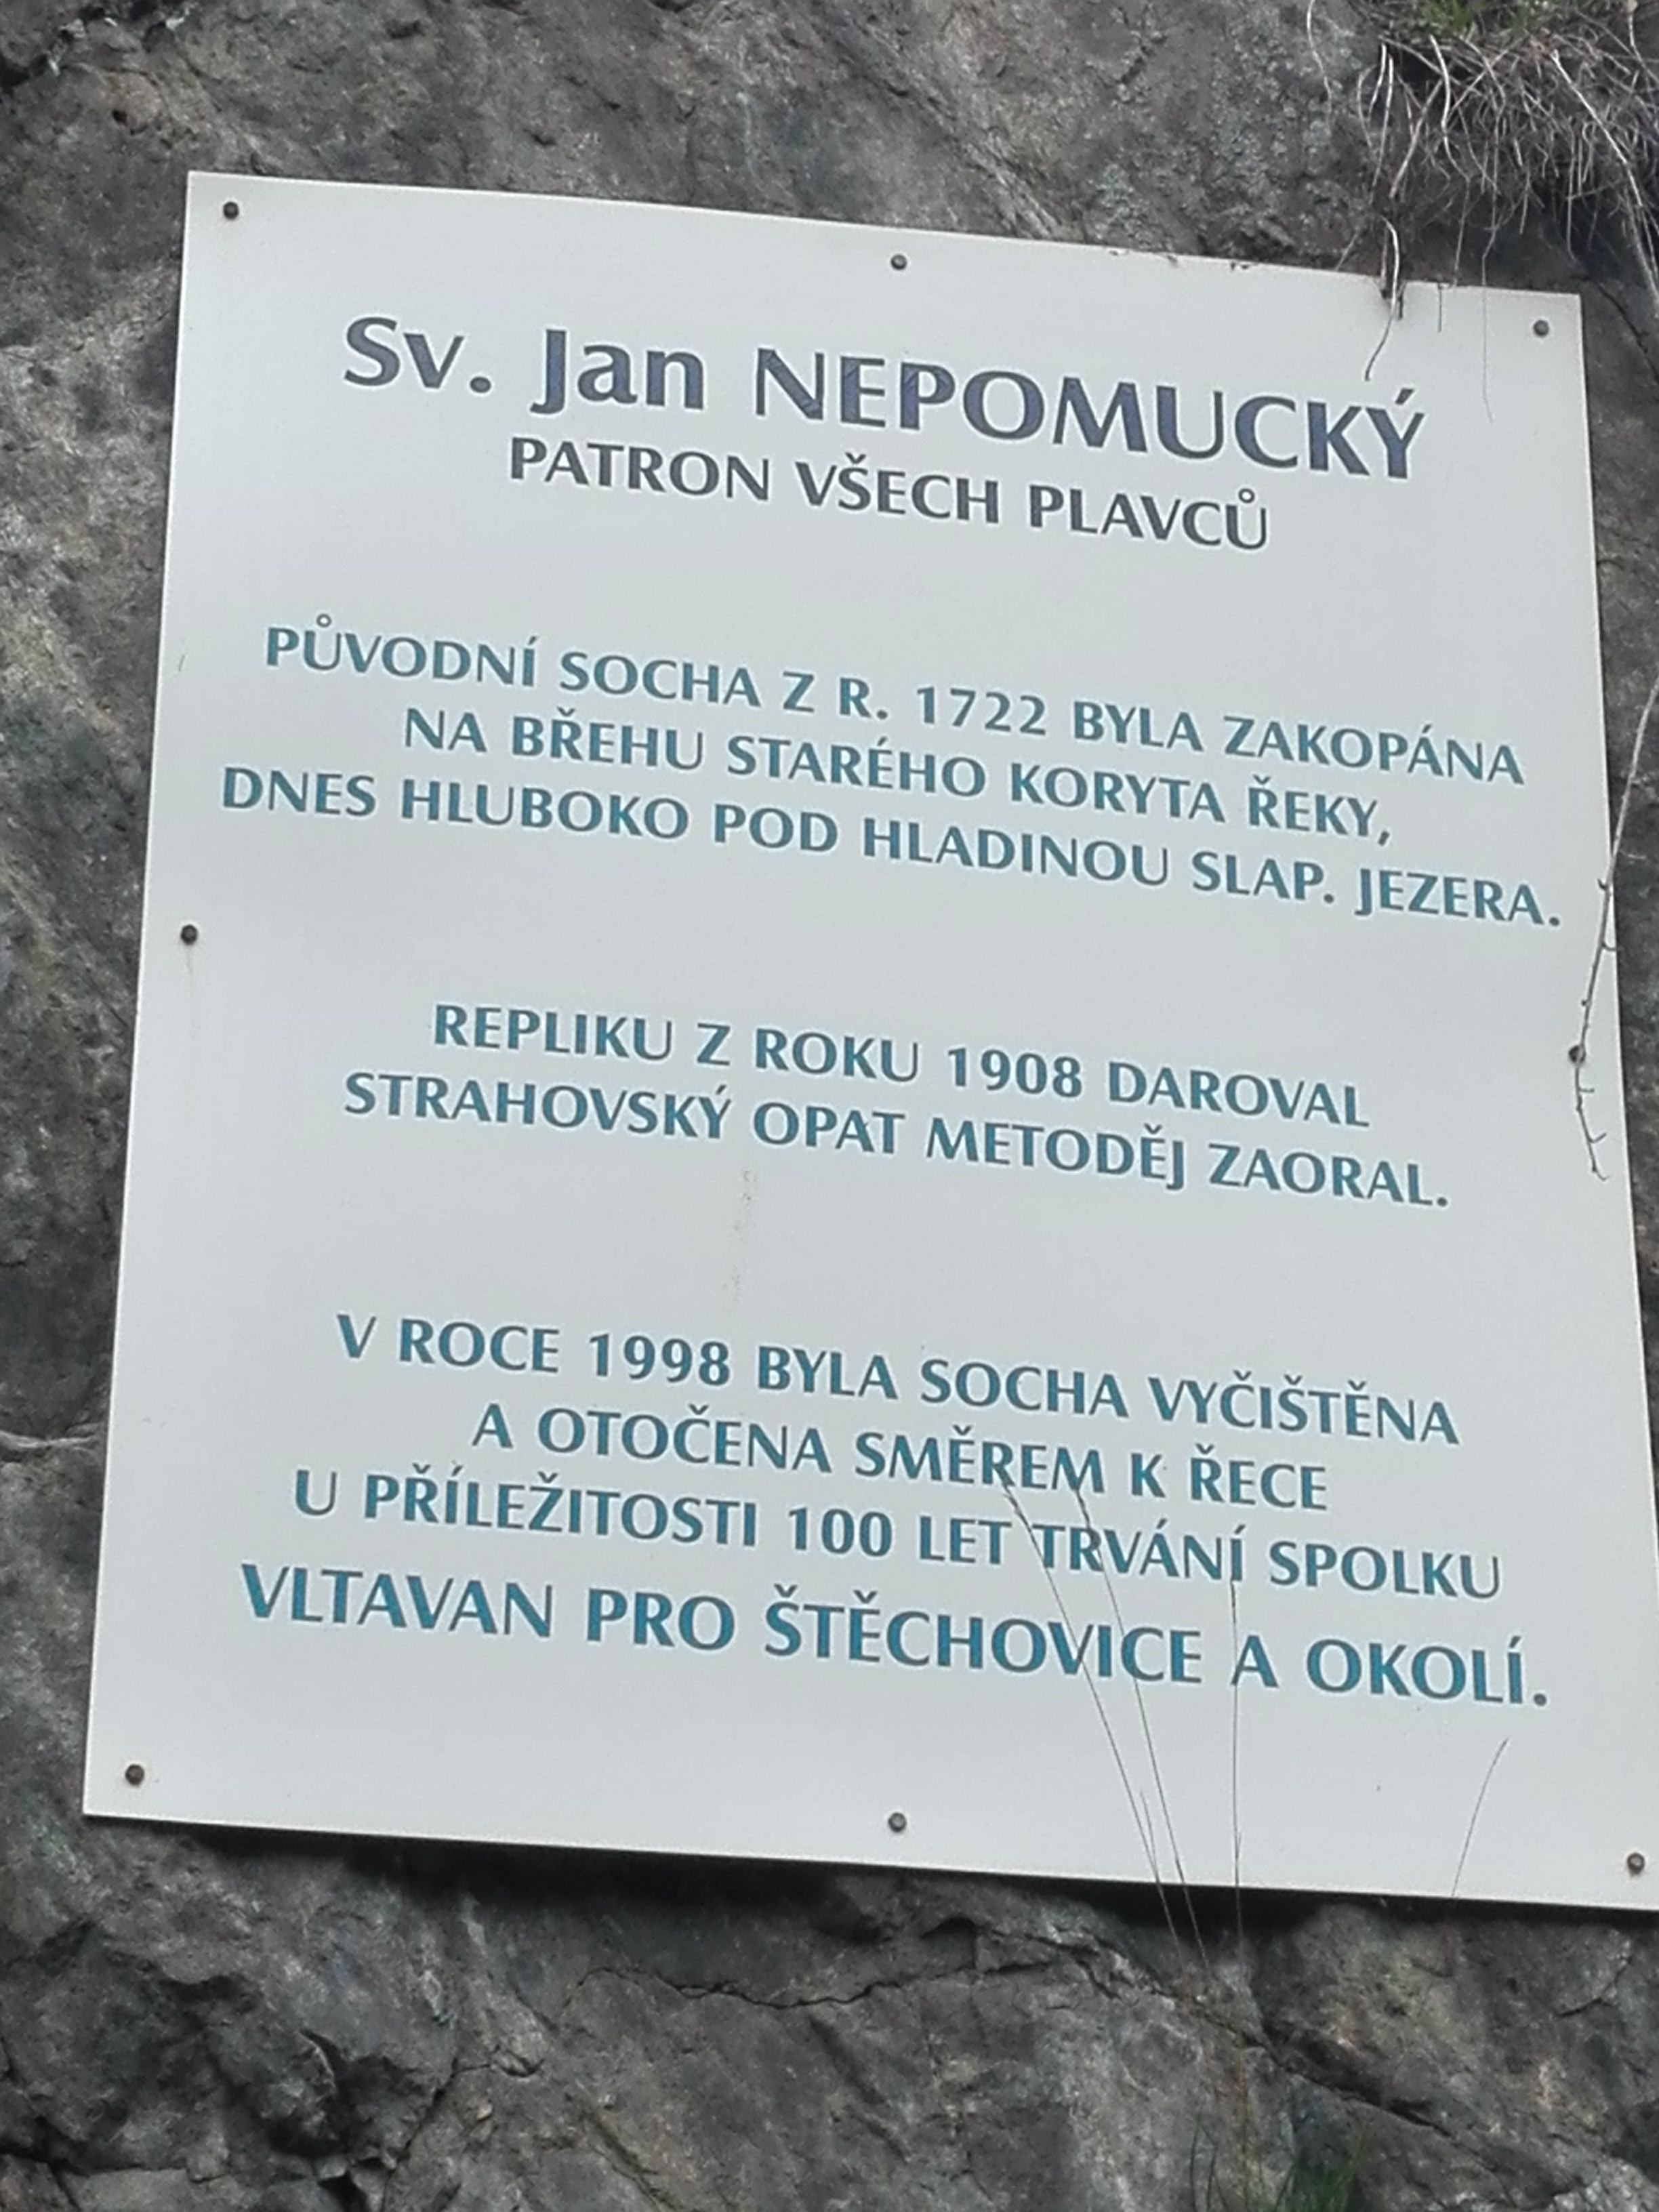 Sv. Jan NEPOMUCKÝ
PATRON VŠECH PLAVCŮ
PŮVODNÍ SOCHA Z R. 1722 BYLA ZAKOPÁNA
NA BŘEHU STARÉHO KORYTA ŘEKY,
DNES HLUBOKO POD HLADINOU SLAP. JEZERA.
REPLIKU Z ROKU 1908 DAROVAL
STRAHOVSKÝ OPAT METODĚJ ZAORAL.
V ROCE 1998 BYLA SOCHA VYČIŠTĚNA
A OTOČENA SMĚREM K ŘECE
U PŘÍLEŽITOSTI 100 LET TRVÁNÍ SPOLKU
VLTAVAN PRO ŠTĚCHOVICE A OKOLÍ.